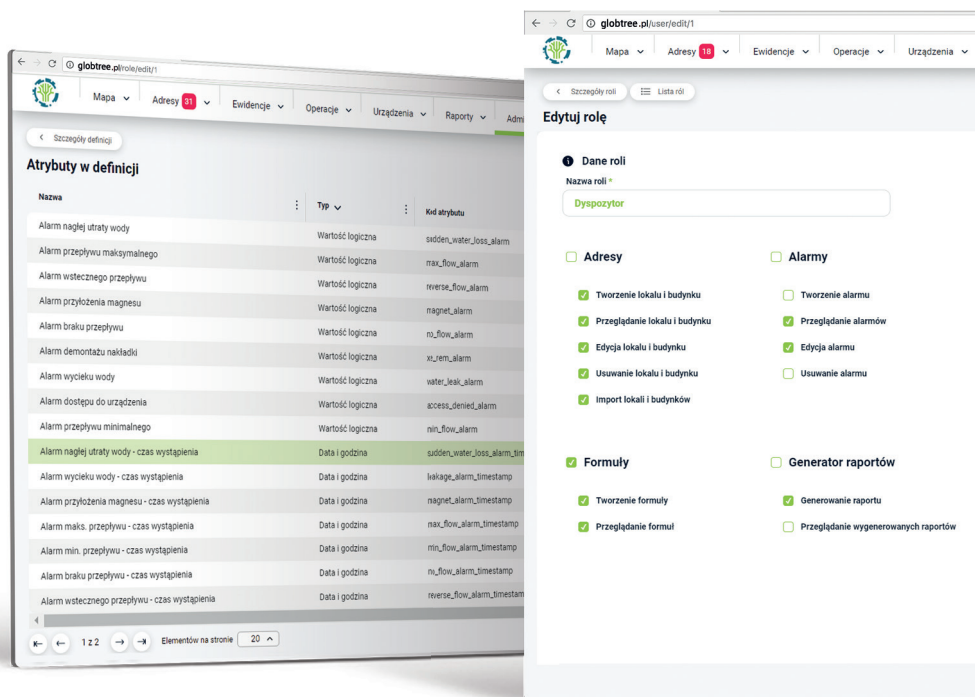 globtree.pl/role/edit/1
Mapa Adresy 31 Ewidencje Operacje Urządzenia Raporty
Szczegóły definicji
Atrybuty w definicji
Nazwa Typ Kod atrybutu
Alarm nagłej utraty wody Wartość logiczna sudden_water_loss_alarm
Alarm przepływu maksymalnego Wartość logiczna max_flow_alarm
Alarm wstecznego przepływu Wartość logiczna reverse_flow_alarm
Alarm przyłożenia magnesu Wartość logiczna magnet_alarm
Alarm braku przepływu Wartość logiczna no_flow_alarm
Alarm demontażu nakładki Wartość logiczna
Alarm wycieku wody Wartość logiczna water_leak_alarm
Alarm dostępu do urządzenia Wartość logiczna access_denied_alarm
Alarm przepływu minimalnego Wartość logiczna min_flow_alarm
Alarm nagłej utraty wody - czas wystąpienia Data i godzina sudden_water_loss_alarm_tim
Alarm wycieku wody - czas wystąpienia Data i godzina leakage_alarm_timestamp
Alarm przyłożenia magnesu - czas wystąpienia Data i godzina magnet_alarm_timestamp
Alarm maks. przepływu - czas wystąpienia Data i godzina max_flow_alarm_timestamp
Alarm min. przepływu - czas wystąpienia Data i godzina min_flow_alarm_timestamp
Alarm braku przepływu - czas wystąpienia Data i godzina no_flow_alarm_timestamp
Alarm wstecznego przepływu - czas wystąpienia Data i godzina reverse_flow_alarm_timestam
1 z 2 Elementów na stronie 20
globtree.pl/user/edit/1
Mapa Adresy 18 Ewidencje Operacje Urządzenia
Szczegóły roli Lista ról
Edytuj rolę
Dane roli
Nazwa roli *
Dyspozytor
Adresy Alarmy
Tworzenie lokalu i budynku Tworzenie alarmu
Przeglądanie lokalu i budynku Przeglądanie alarmów
Edycja lokalu i budynku Edycja alarmu
Usuwanie lokalu i budynku Usuwanie alarmu
Import lokali i budynków
Formuły Generator raportów
Tworzenie formuły Generowanie raportu
Przeglądanie formuł Przeglądanie wygenerowanych raportów